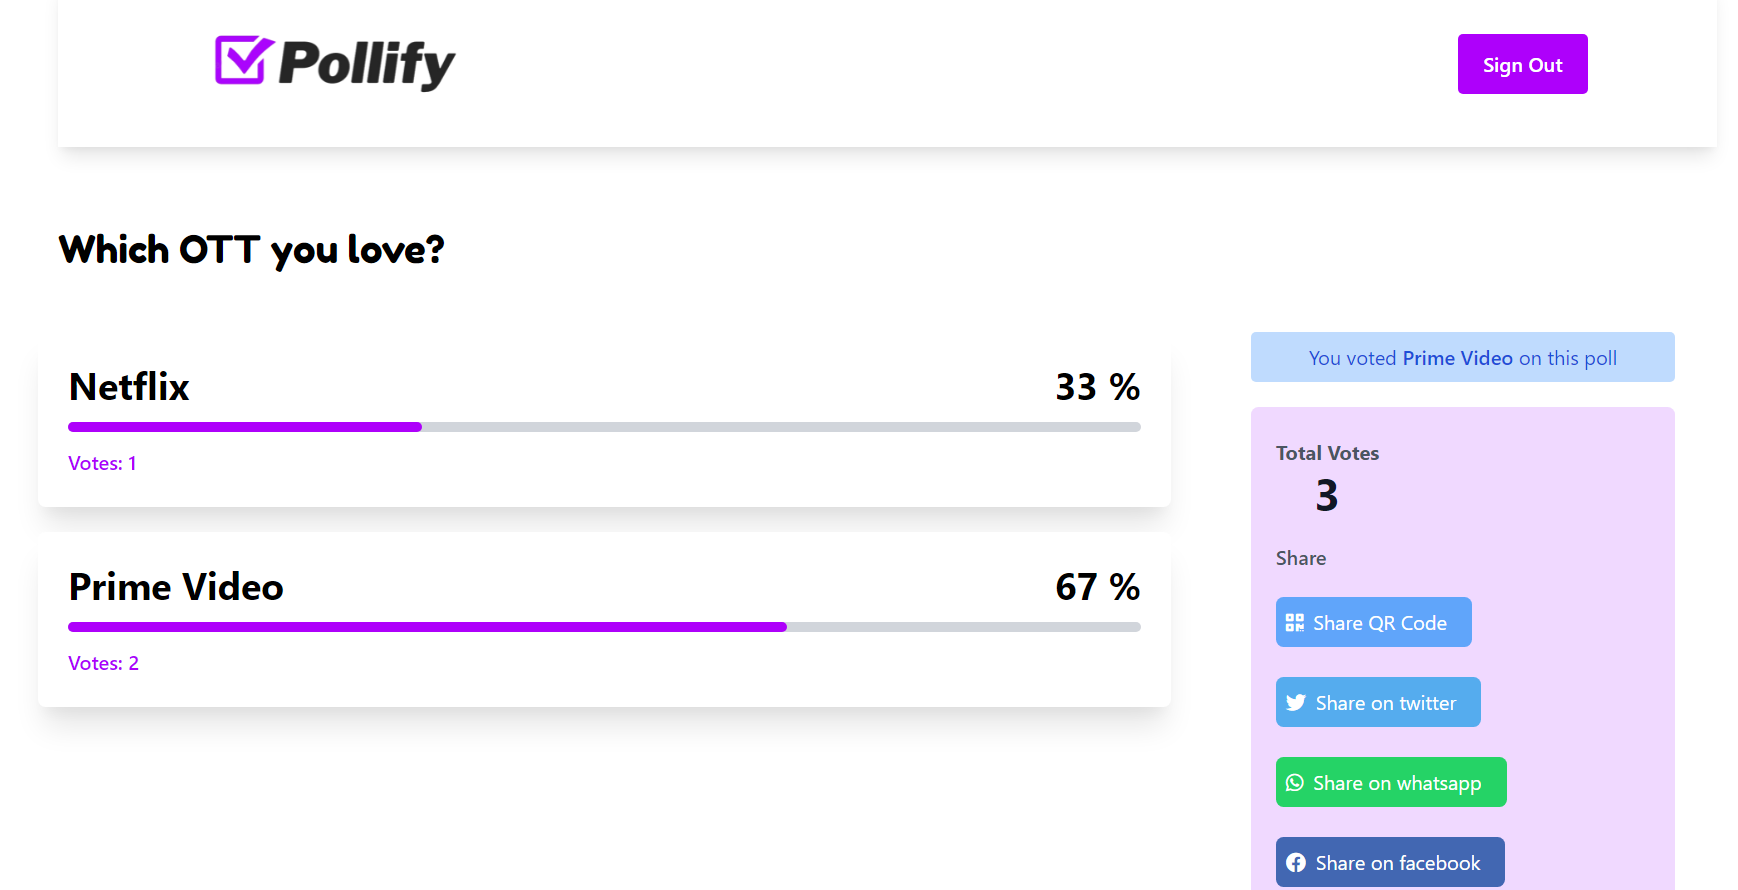 Pollify
Sign Out
Which OTT you love?
Netflix
33 %
Votes: 1
Prime Video
67 %
Votes: 2
You voted Prime Video on this poll
Total Votes
3
Share
Share QR Code
Share on twitter
Share on whatsapp
Share on facebook